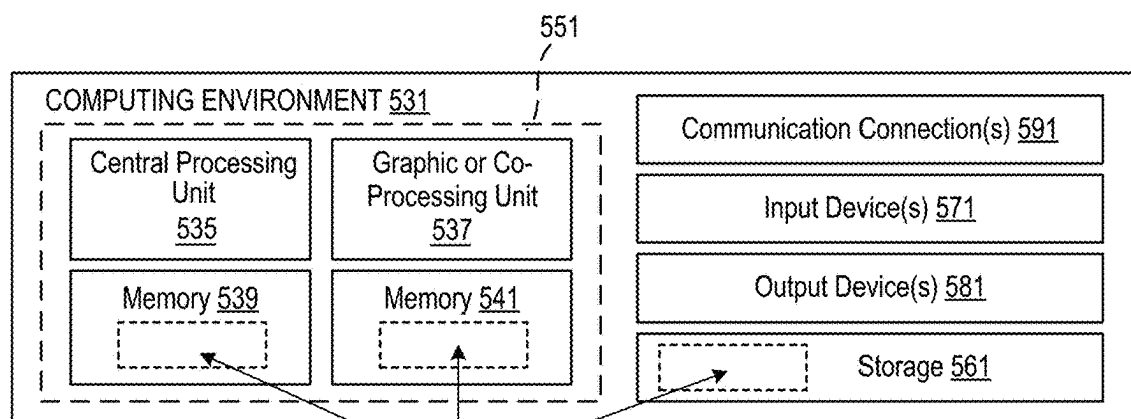 551
COMPUTING ENVIRONMENT 531
Central Processing
Unit
535
Graphic or Co-
Processing Unit
537
Memory 539
Memory 541
Communication Connection(s) 591
Input Device(s) 571
Output Device(s) 581
Storage 561